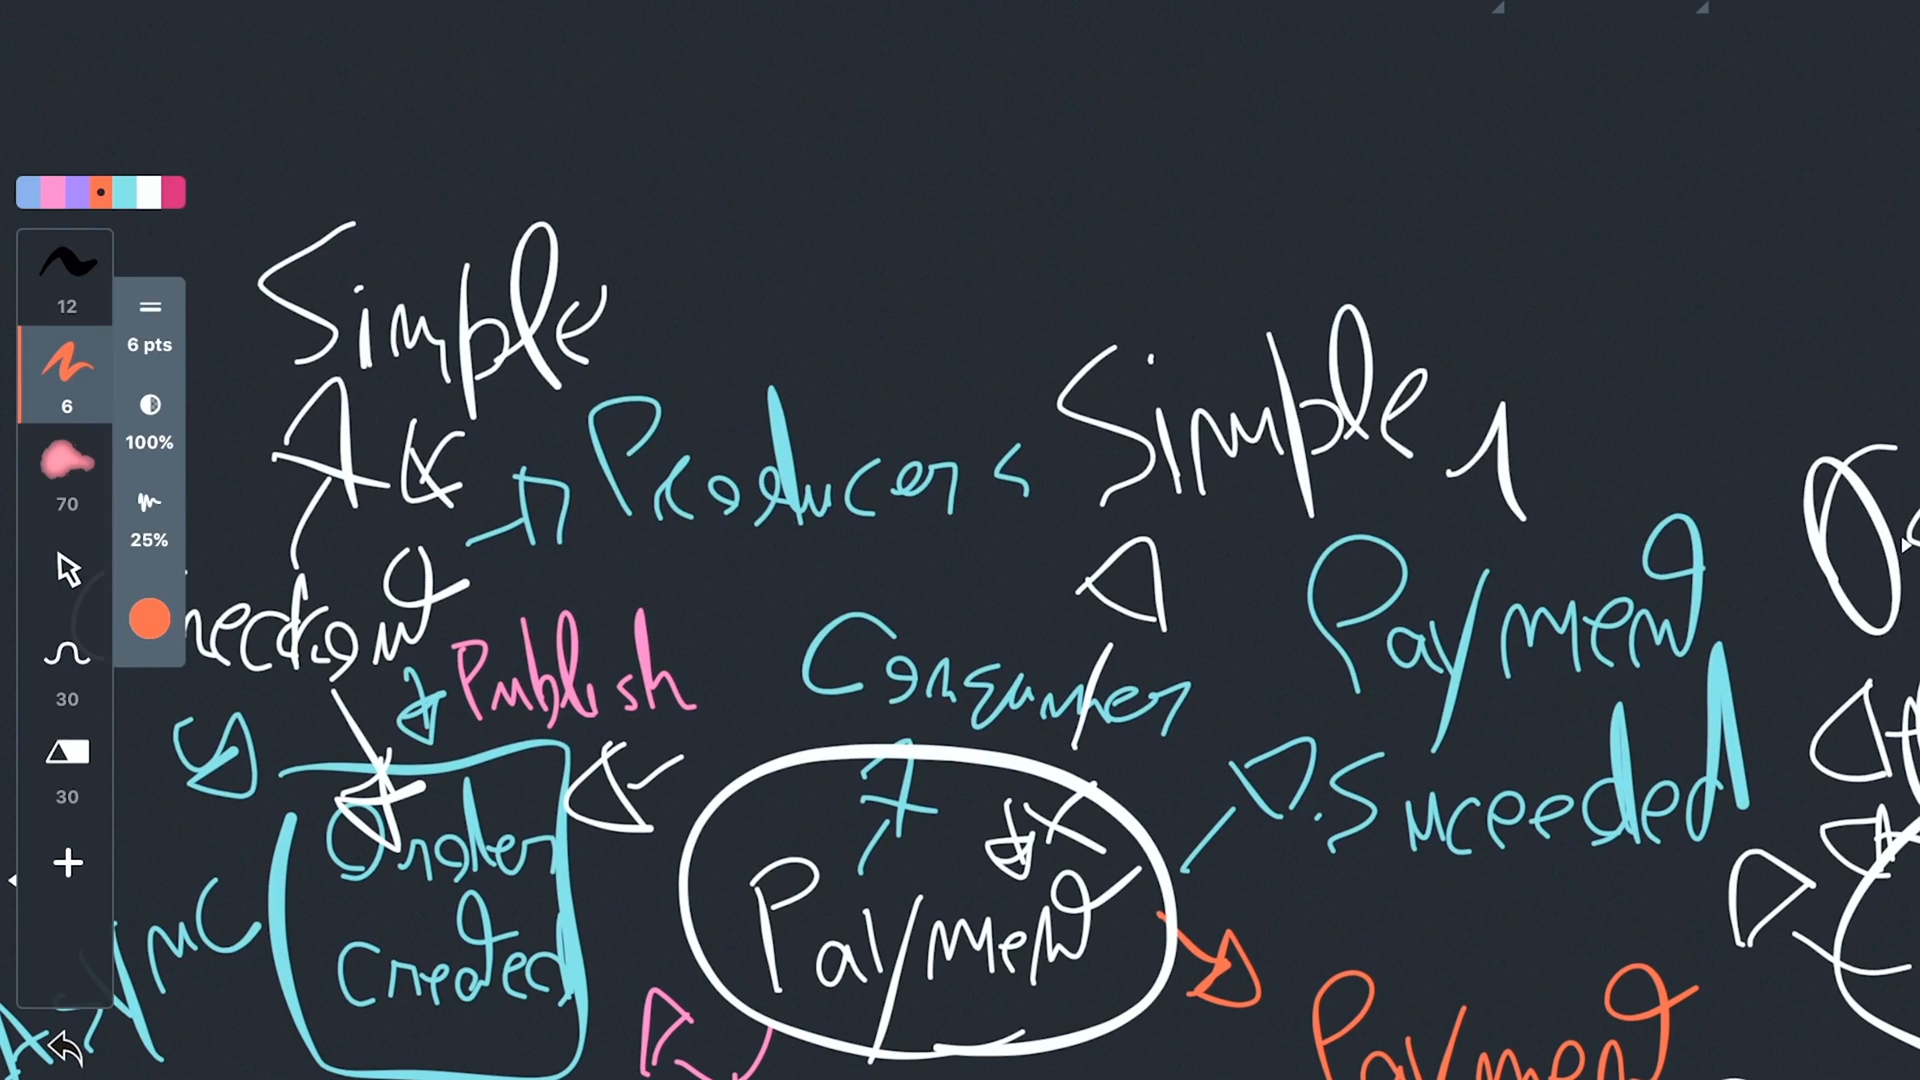 Simple
Simple
Producer
Payment
Publish
Consumer
Succeeded
Order
Created
Payment
Payment
12
6 pts
6
100%
70
25%
30
30